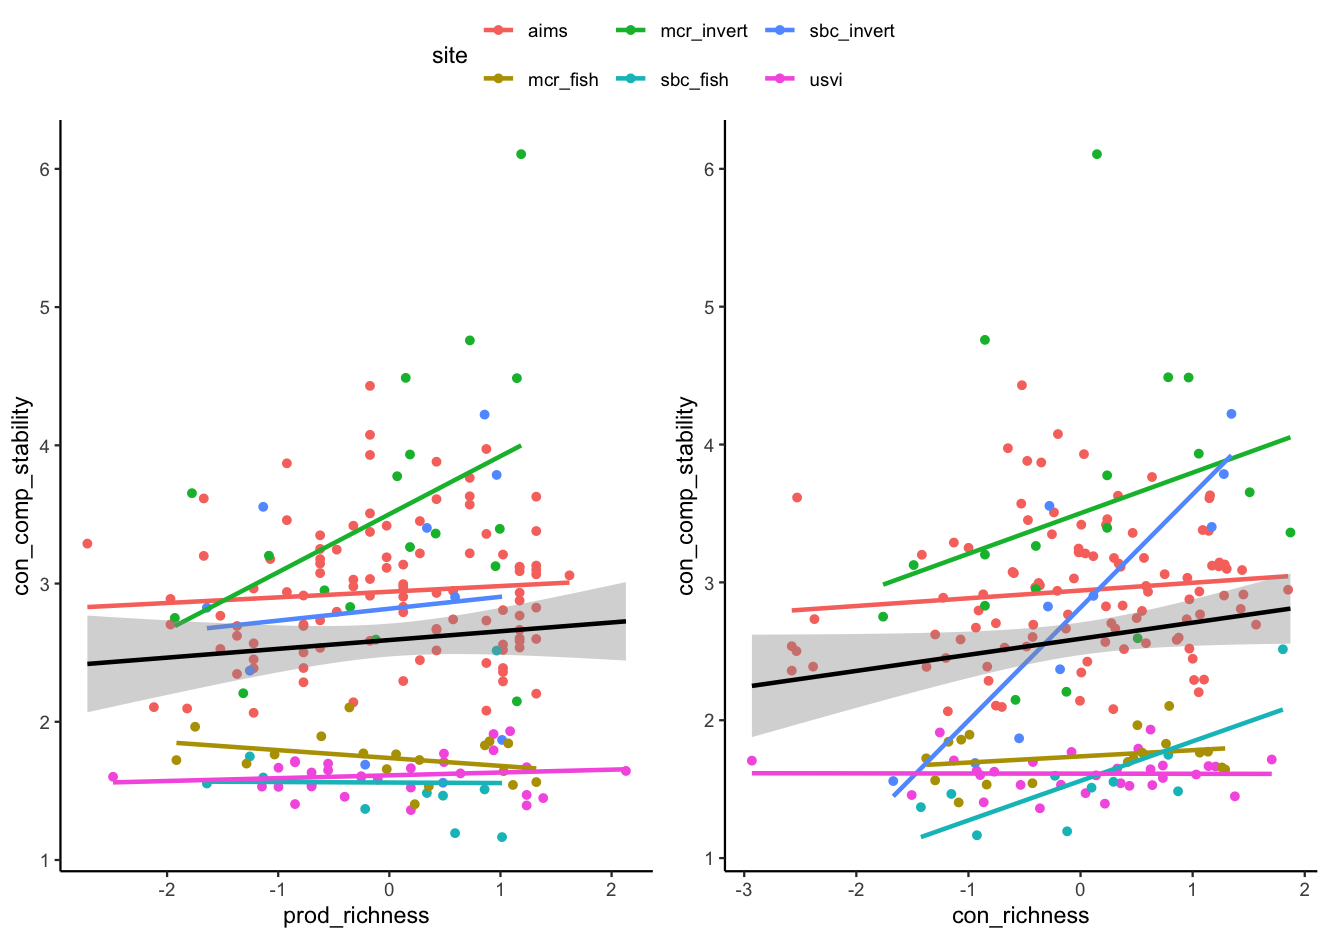 site
aims
mcr_invert
sbc_invert
mcr_fish
sbc_fish
usvi
con_comp_stability
6
5
4
3
2
1
-2
-1
0
1
2
prod_richness
con_comp_stability
6
5
4
3
2
1
-3
-2
-1
0
1
2
con_richness